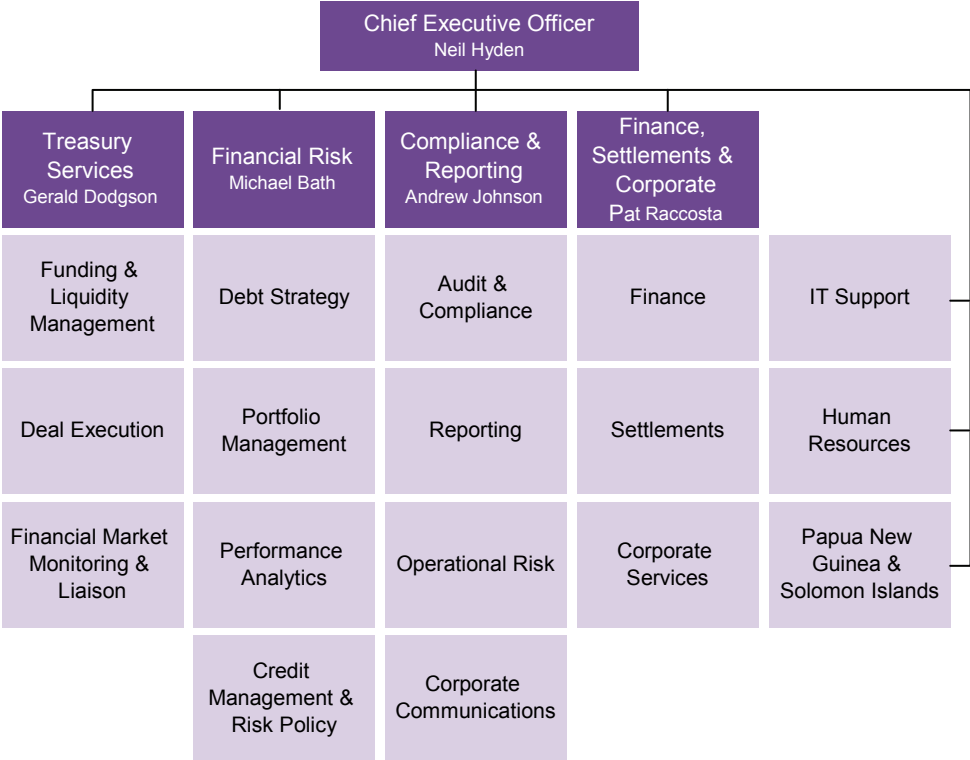 Chief Executive Officer
Neil Hyden
Treasury
Services
Gerald Dodgson
Financial Risk
Michael Bath
Compliance &
Reporting
Andrew Johnson
Finance,
Settlements &
Corporate
Pat Raccosta
Funding &
Liquidity
Management
Debt Strategy
Audit &
Compliance
Finance
IT Support
Deal Execution
Portfolio
Management
Reporting
Settlements
Human
Resources
Financial Market
Monitoring &
Liaison
Performance
Analytics
Operational Risk
Corporate
Services
Papua New
Guinea &
Solomon Islands
Credit
Management &
Risk Policy
Corporate
Communications